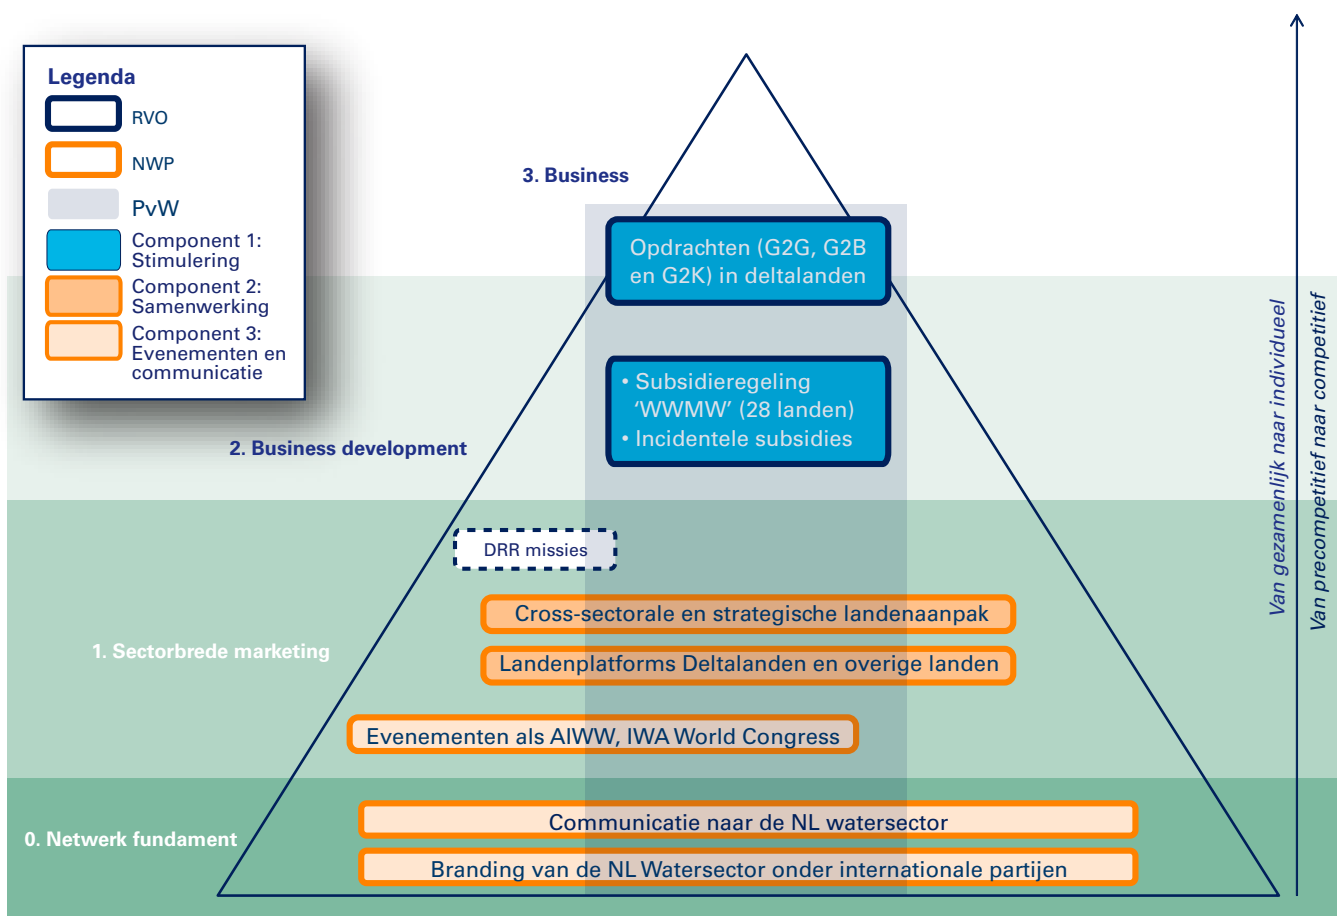 Legenda
RVO
NWP
PvW
Component 1:
Stimulering
Component 2:
Samenwerking
Component 3:
Evenementen en
communicatie
3. Business
Opdrachten (G2G, G2B
en G2K) in deltalanden
2. Business development
• Subsidieregeling
‘WWMW’ (28 landen)
• Incidentele subsidies
1. Sectorbrede marketing
DRR missies
Cross-sectorale en strategische landenaanpak
Landenplatforms Deltalanden en overige landen
Evenementen als AIWW, IWA World Congress
0. Netwerk fundament
Communicatie naar de NL watersector
Branding van de NL Watersector onder internationale partijen
Van gezamenlijk naar individueel
Van precompetitief naar competitief